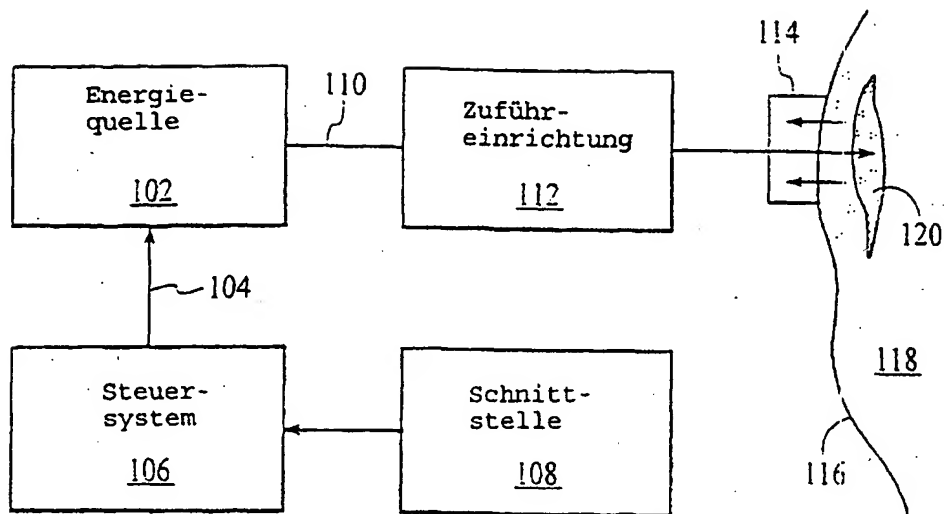 114
Energie-
quelle
102
110
Zuführ-
einrichtung
112
120
104
118
Steuer-
system
106
Schnitt-
stelle
108
116